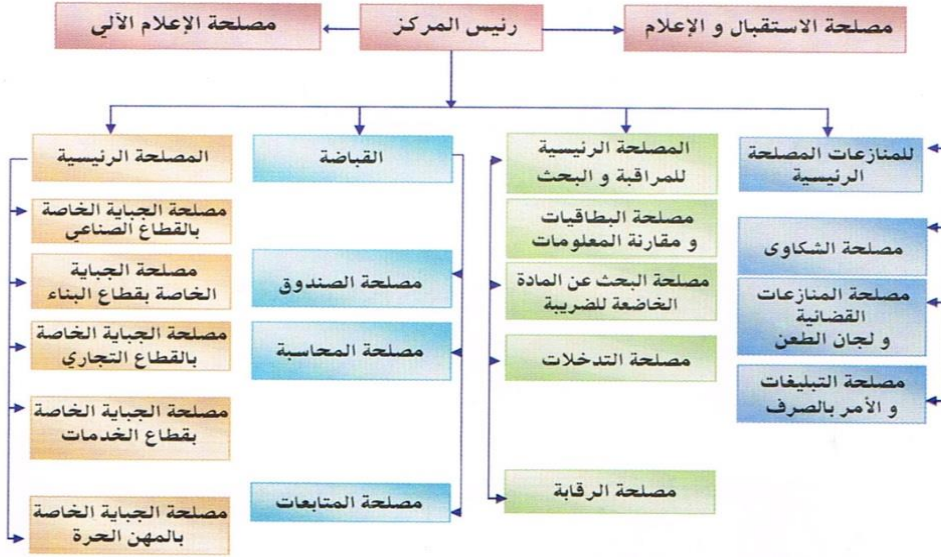 مصلحة الاستقبال و الإعلام
رئيس المركز
مصلحة الإعلام الآلي
للمنازعات المصلحة
الرئيسية
مصلحة الشكاوى
مصلحة المنازعات
القضائية
و لجان الطعن
مصلحة التبليغات
و الأمر بالصرف
المصلحة الرئيسية
للمراقبة و البحث
مصلحة البطاقيات
و مقارنة المعلومات
مصلحة البحث عن المادة
الخاضعة للضريبة
مصلحة التدخلات
مصلحة الرقابة
القباضة
مصلحة الصندوق
مصلحة المحاسبة
مصلحة المتابعات
المصلحة الرئيسية
مصلحة الجباية الخاصة
بالقطاع الصناعي
مصلحة الجباية
الخاصة بقطاع البناء
مصلحة الجباية الخاصة
بالقطاع التجاري
مصلحة الجباية الخاصة
بقطاع الخدمات
مصلحة الجباية الخاصة
بالمهن الحرة